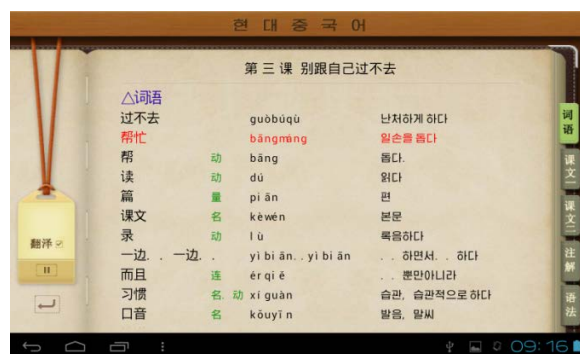 현대중국어
第三课 别跟自己过不去
△词语
过不去 guòbúqù 난처하게 하다
帮忙 bāngmáng 일손을 돕다
帮 动 bāng 돕다.
读 动 dú 읽다
篇 量 piān 편
课文 名 kèwén 본문
录 动 lù 록음하다
一边. . 一边. . yìbiān. . yìbiān . . 하면서. . 하다
而且 连 érqiě . . 뿐만아니라
习惯 名. 动 xíguàn 습관, 습관적으로 하다
口音 名 kǒuyīn 발음, 말씨
翻译
词语
课文一
课文二
注解
语法
09:16